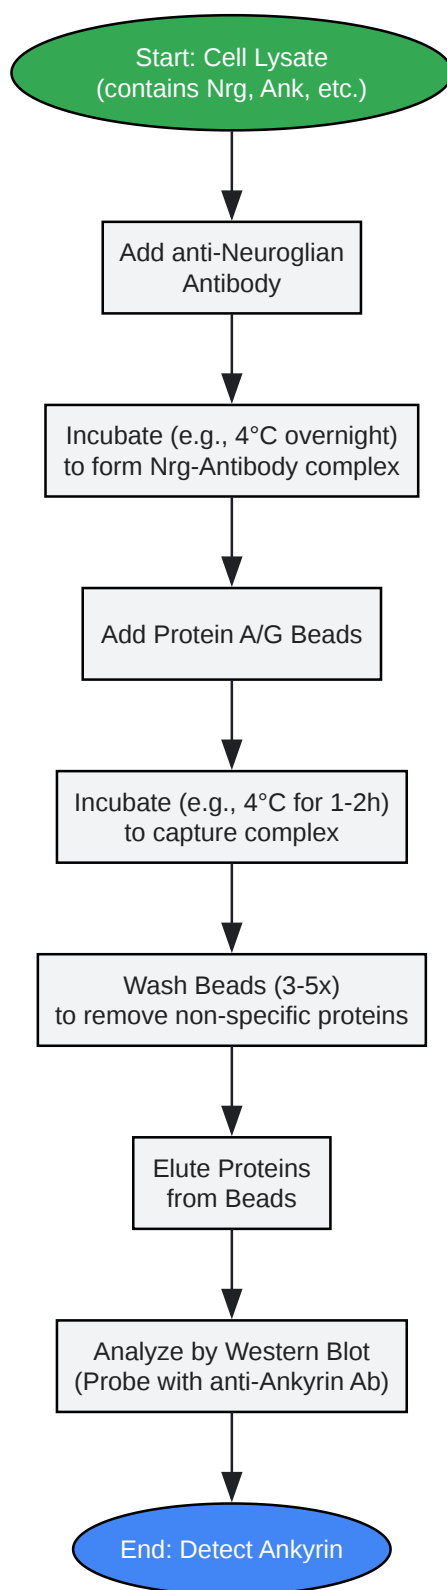 Start: Cell Lysate
(contains Nrg, Ank, etc.)
Add anti-Neuroglian
Antibody
Incubate (e.g., 4°C overnight)
to form Nrg-Antibody complex
Add Protein A/G Beads
Incubate (e.g., 4°C for 1-2h)
to capture complex
Wash Beads (3-5x)
to remove non-specific proteins
Elute Proteins
from Beads
Analyze by Western Blot
(Probe with anti-Ankyrin Ab)
End: Detect Ankyrin